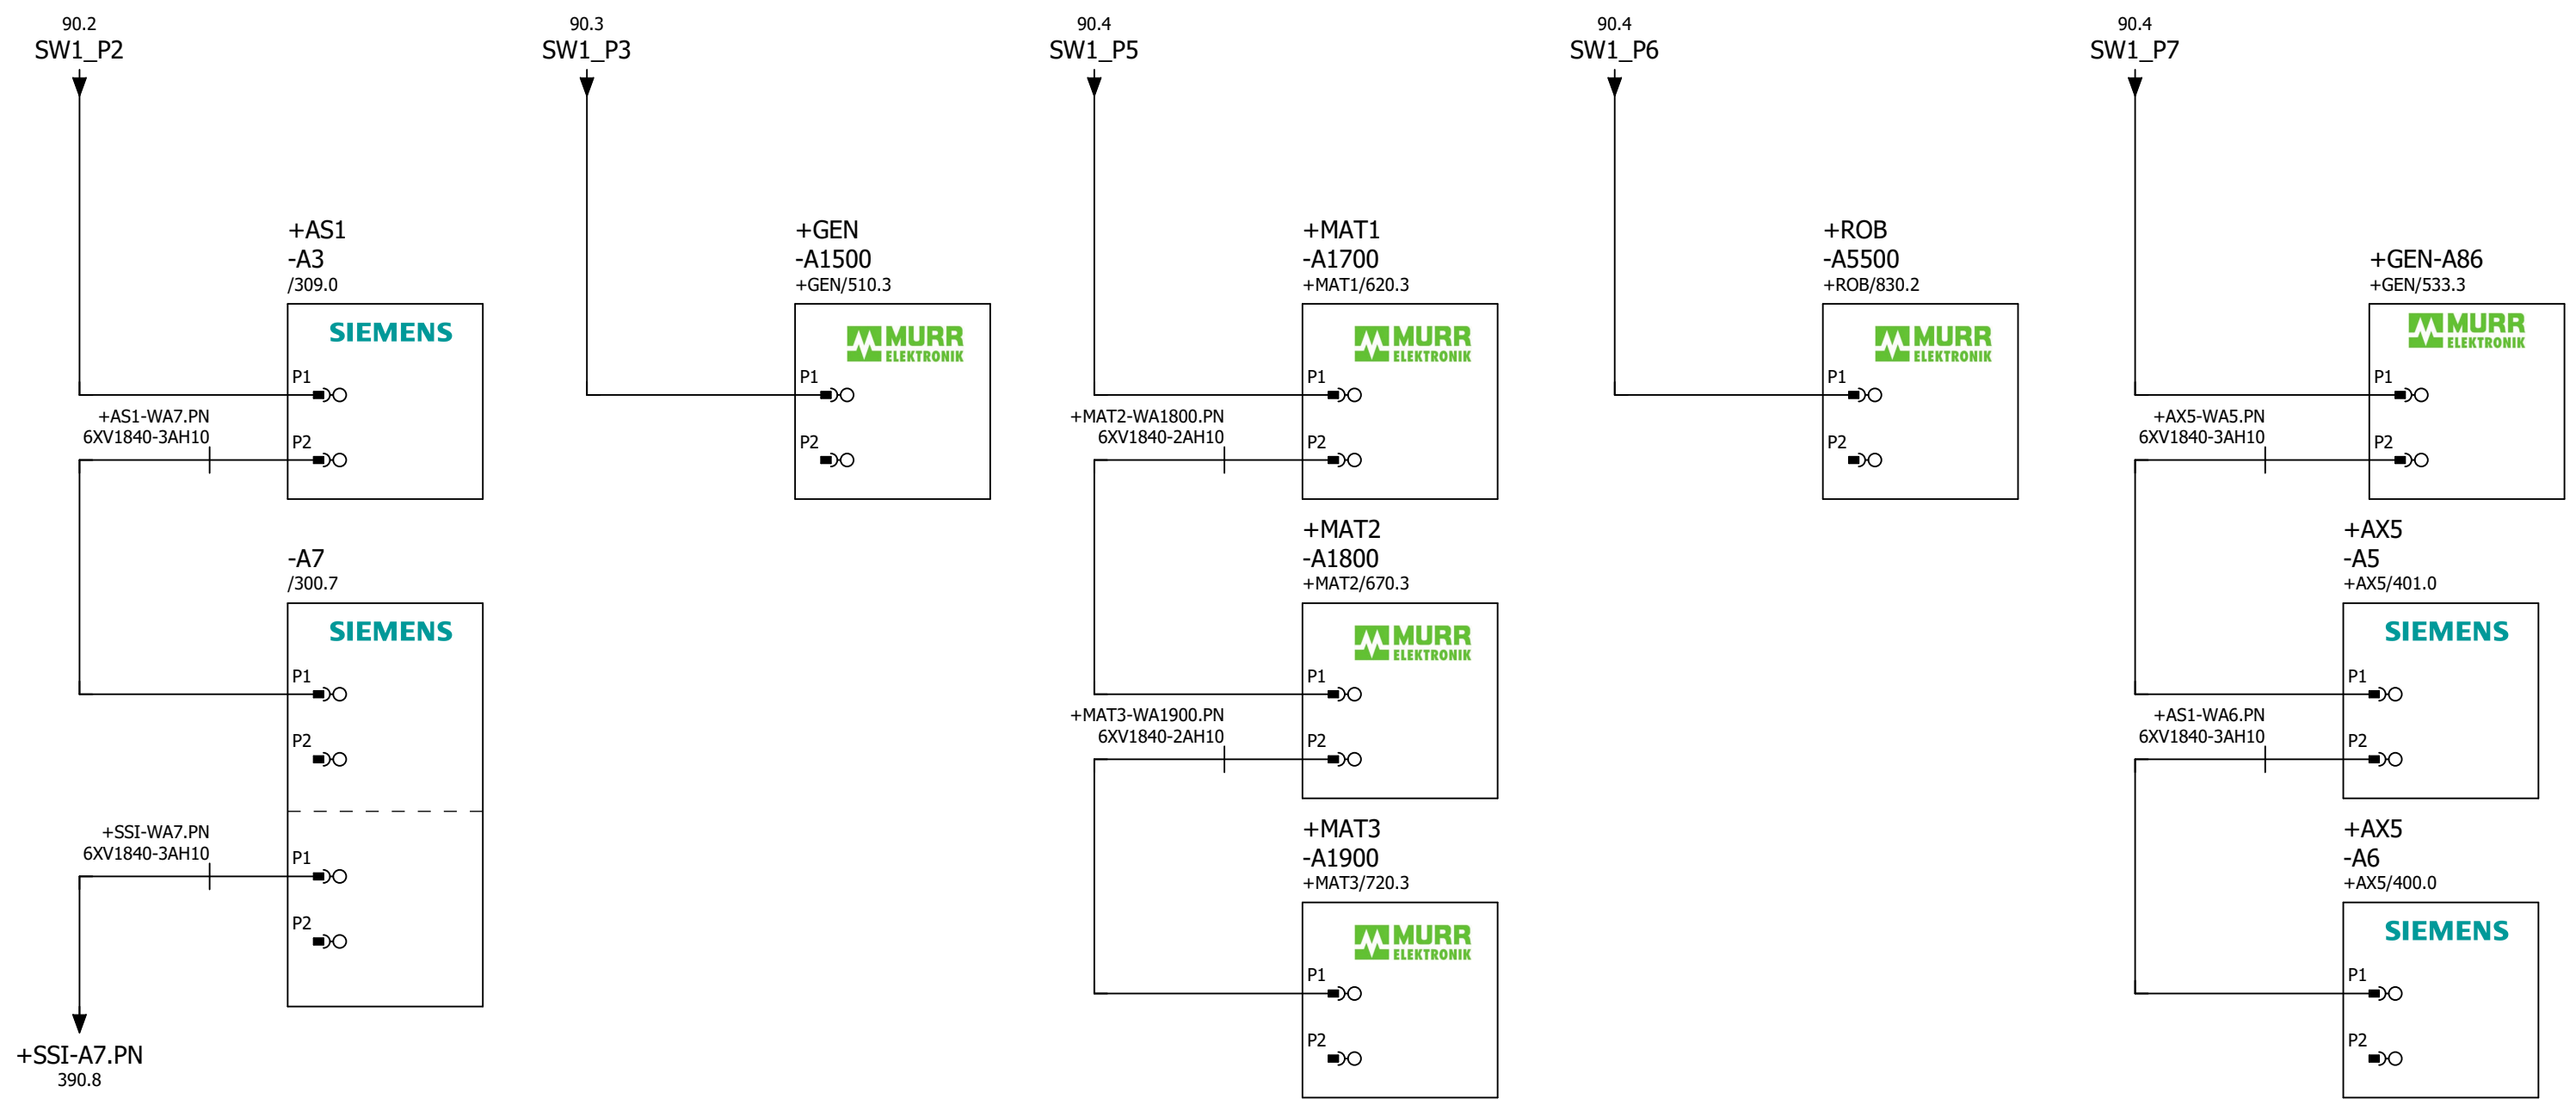 90.2
SW1_P2
90.3
SW1_P3
90.4
SW1_P5
90.4
SW1_P6
90.4
SW1_P7
+AS1
-A3
/309.0
SIEMENS
P1
+AS1-WA7.PN
6XV1840-3AH10
P2
-A7
/300.7
SIEMENS
P1
P2
+SSI-WA7.PN
6XV1840-3AH10
P1
P2
+SSI-A7.PN
390.8
+GEN
-A1500
+GEN/510.3
MURR
ELEKTRONIK
P1
P2
+MAT1
-A1700
+MAT1/620.3
MURR
ELEKTRONIK
P1
+MAT2-WA1800.PN
6XV1840-2AH10
P2
+MAT2
-A1800
+MAT2/670.3
MURR
ELEKTRONIK
P1
+MAT3-WA1900.PN
6XV1840-2AH10
P2
+MAT3
-A1900
+MAT3/720.3
MURR
ELEKTRONIK
P1
P2
+ROB
-A5500
+ROB/830.2
MURR
ELEKTRONIK
P1
P2
+GEN-A86
+GEN/533.3
MURR
ELEKTRONIK
P1
+AX5-WA5.PN
6XV1840-3AH10
P2
+AX5
-A5
+AX5/401.0
SIEMENS
P1
+AS1-WA6.PN
6XV1840-3AH10
P2
+AX5
-A6
+AX5/400.0
SIEMENS
P1
P2